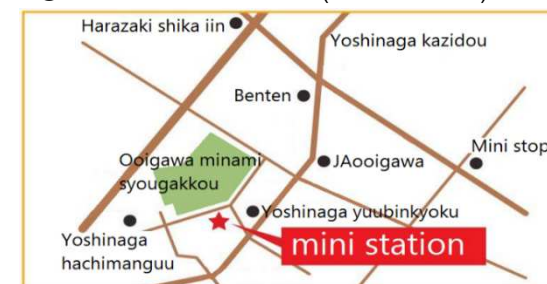 Harazaki shika iin
Yoshinaga kazidou
Benten
Mini stop
Ooigawa minami
syougakkou
JAooigawa
Yoshinaga yuubinkyoku
Yoshinaga
hachimanguu
mini station